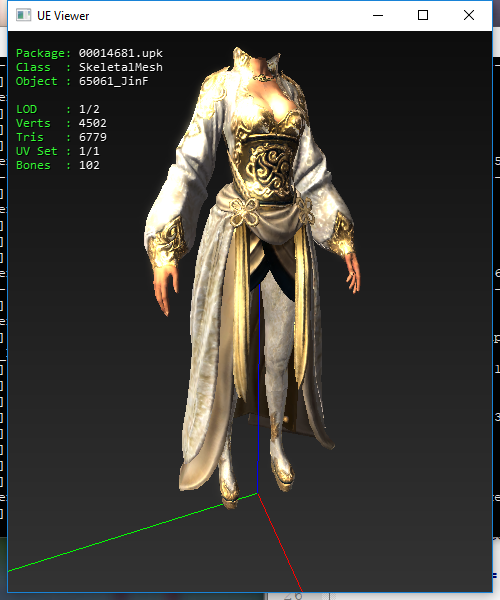 UE Viewer
Package: 00014681.upk
Class : SkeletalMesh
Object : 65061_JinF
LOD : 1/2
Verts : 4502
Tris : 6779
UV Set : 1/1
Bones : 102